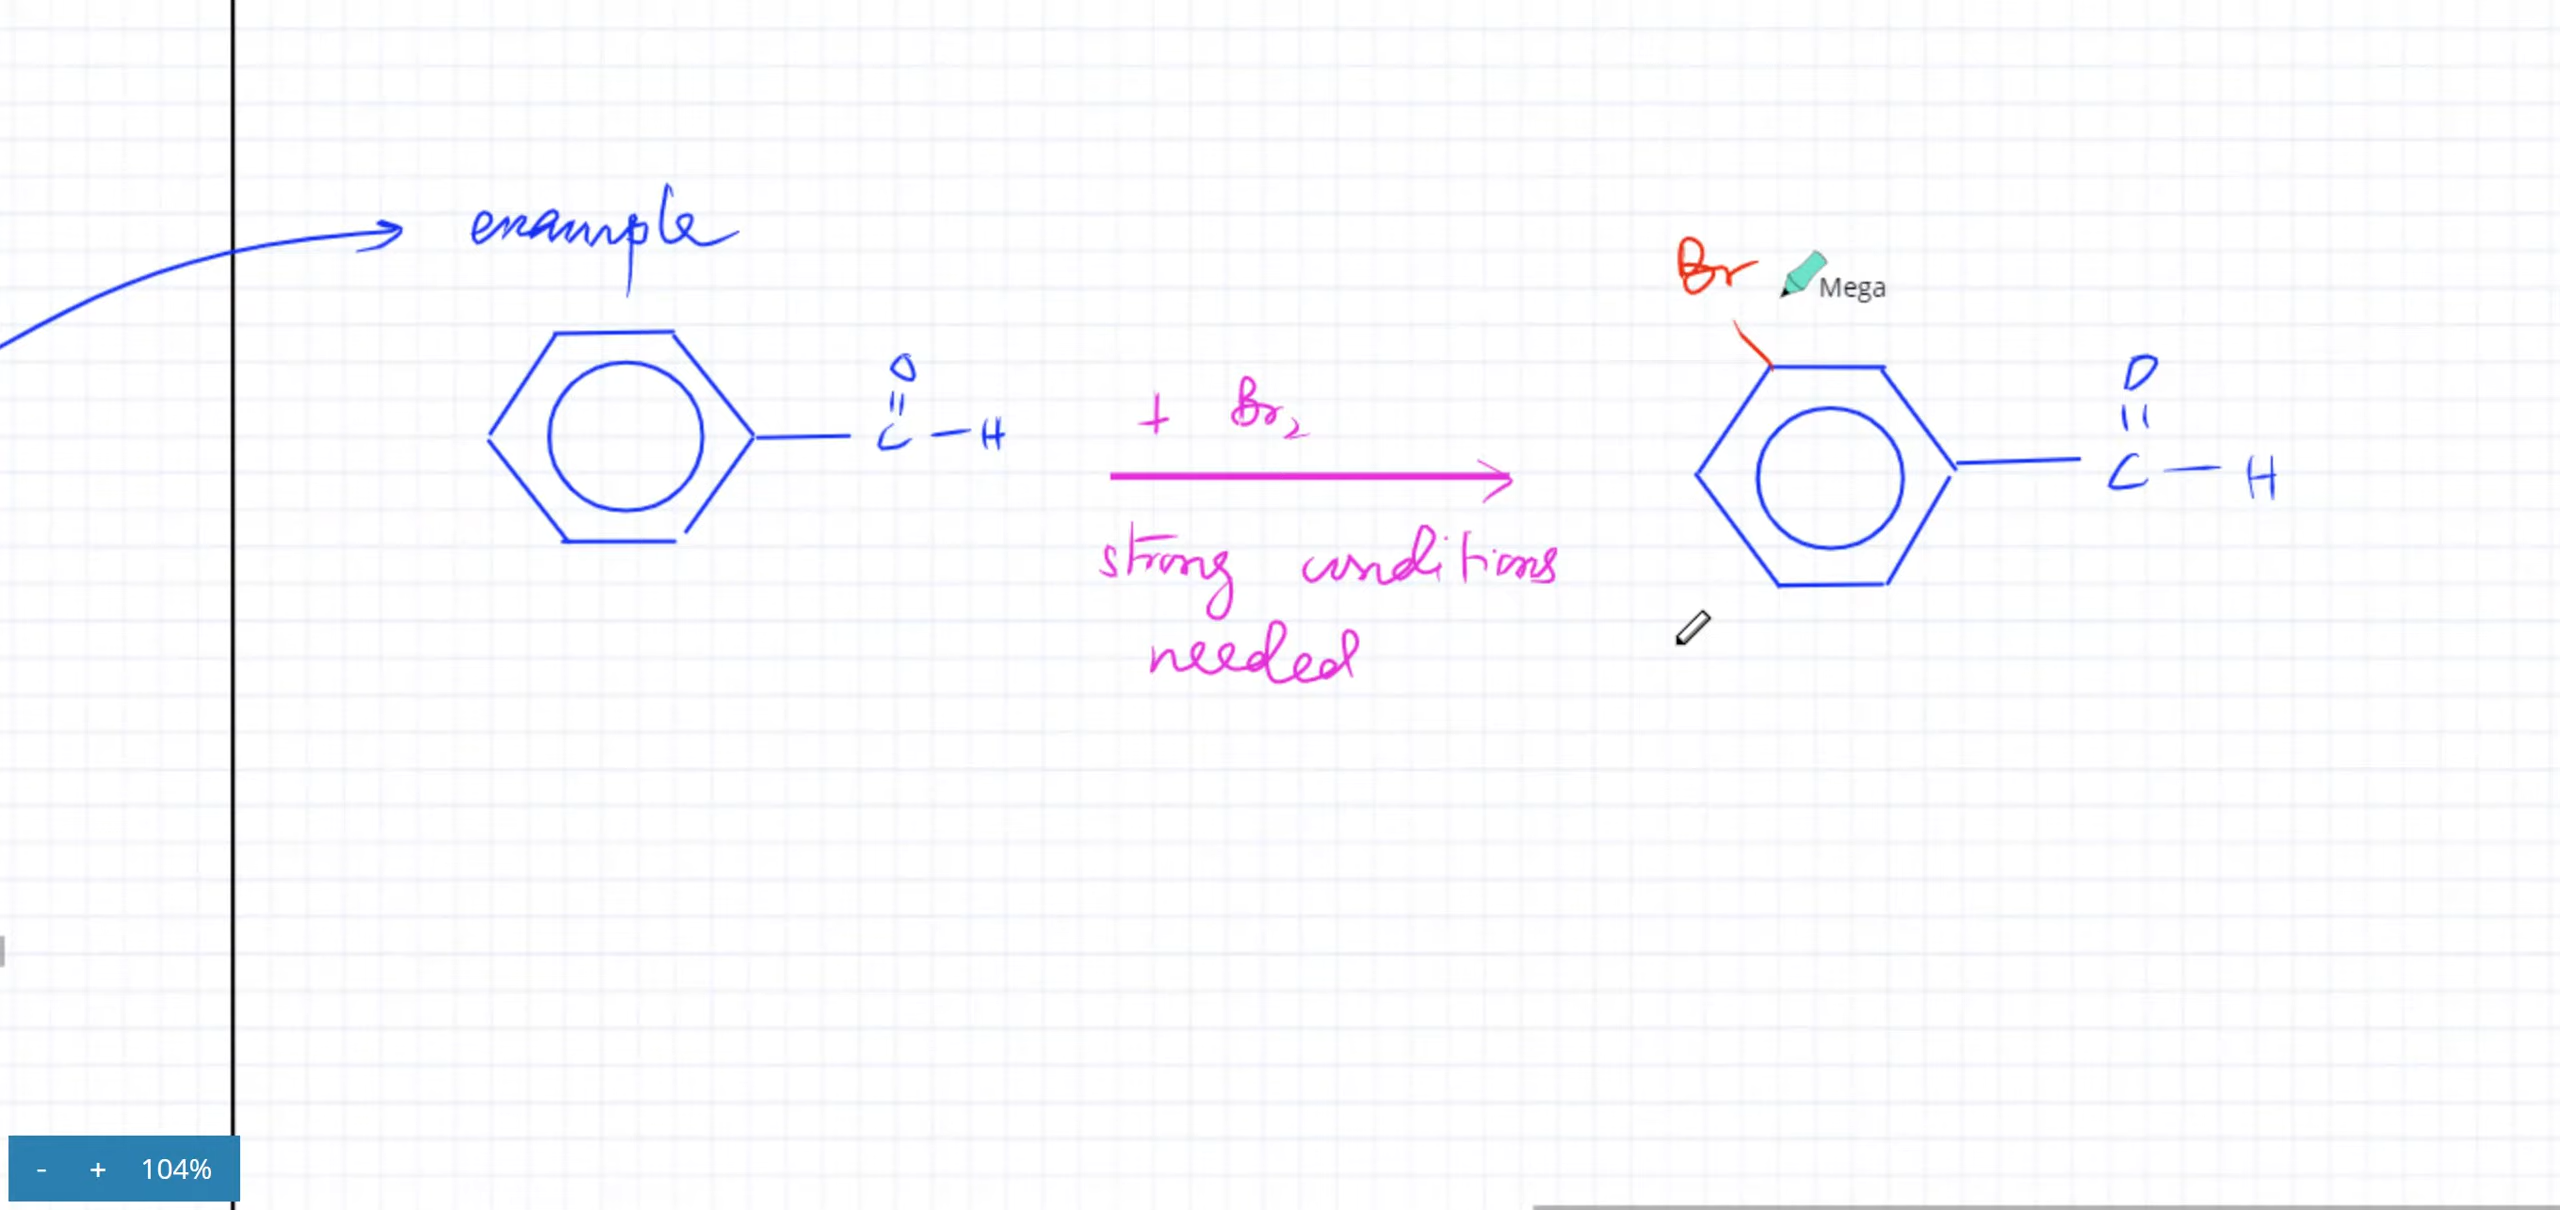 example
Br
Mega
O
||
C — H
+ Br₂
O
||
C — H
strong conditions
needed
- + 104%